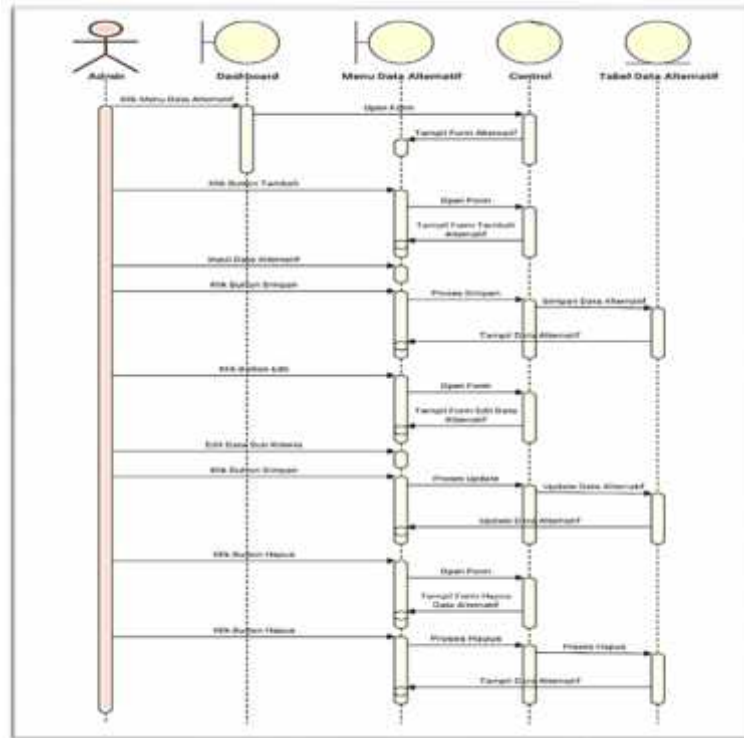 Admin
Dashboard
Menu Data Alternatif
Control
Tabel Data Alternatif
Klik Menu Data Alternatif
Open Form
Tampil Form Alternatif
Klik Button Tambah
Open Form
Tampil Form Tambah
Alternatif
Input Data Alternatif
Klik Button Simpan
Proses Simpan
Simpan Data Alternatif
Tampil Data Alternatif
Klik Button Edit
Open Form
Tampil Form Edit Data
Alternatif
Edit Data Sub Kriteria
Klik Button Simpan
Proses Update
Update Data Alternatif
Update Data Alternatif
Klik Button Hapus
Open Form
Tampil Form Hapus
Data Alternatif
Klik Button Hapus
Proses Hapus
Proses Hapus
Tampil Data Alternatif